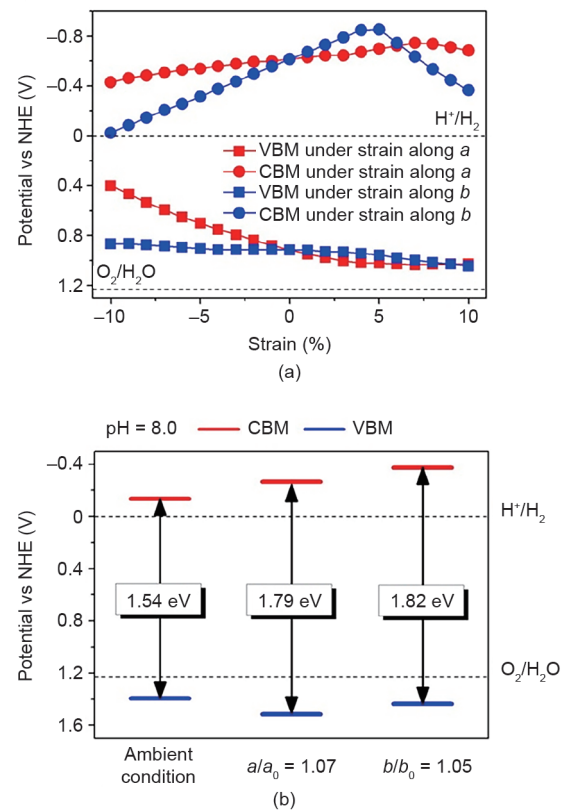 −0.8
−0.4
0
0.4
0.8
1.2
Potential vs NHE (V)
H⁺/H₂
VBM under strain along a
CBM under strain along a
VBM under strain along b
CBM under strain along b
O₂/H₂O
−10 −5 0 5 10
Strain (%)
(a)
pH = 8.0 CBM VBM
−0.4
0
0.4
0.8
1.2
1.6
Potential vs NHE (V)
H⁺/H₂
1.54 eV 1.79 eV 1.82 eV
O₂/H₂O
Ambient
condition
a/a₀ = 1.07 b/b₀ = 1.05
(b)